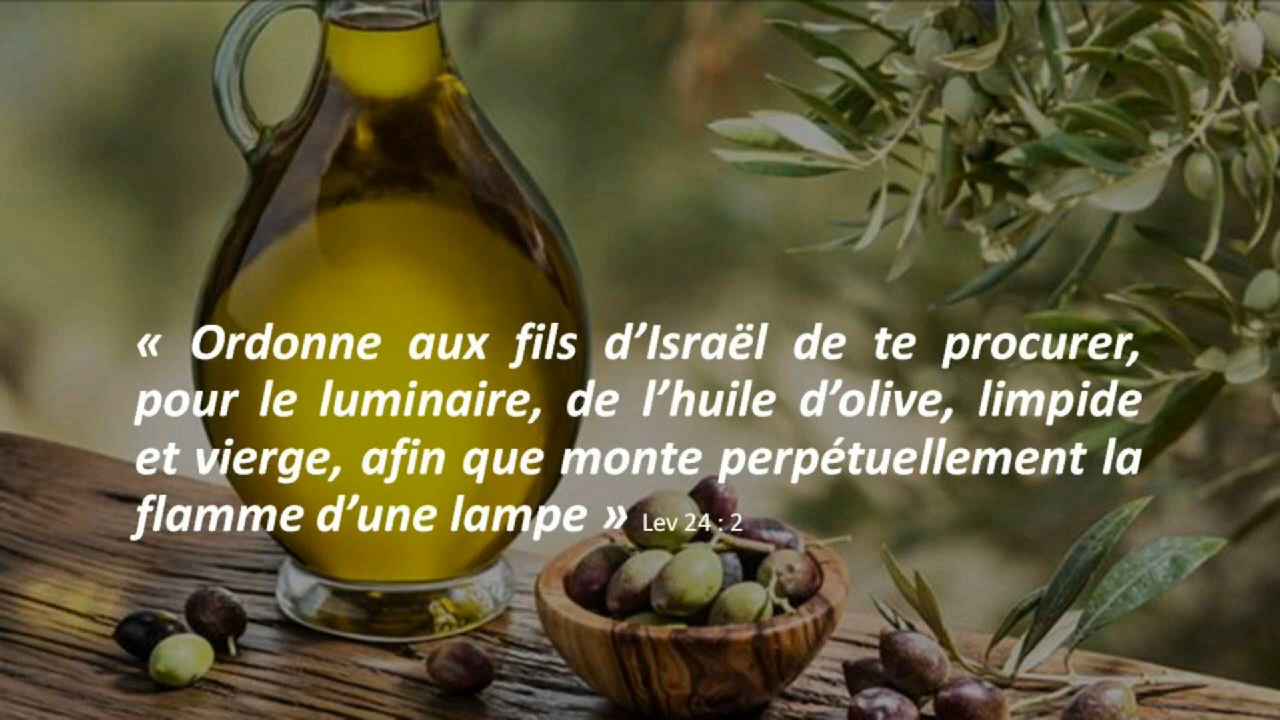 « Ordonne aux fils d’Israël de te procurer,
pour le luminaire, de l’huile d’olive, limpide
et vierge, afin que monte perpétuellement la
flamme d’une lampe » Lev 24 : 2